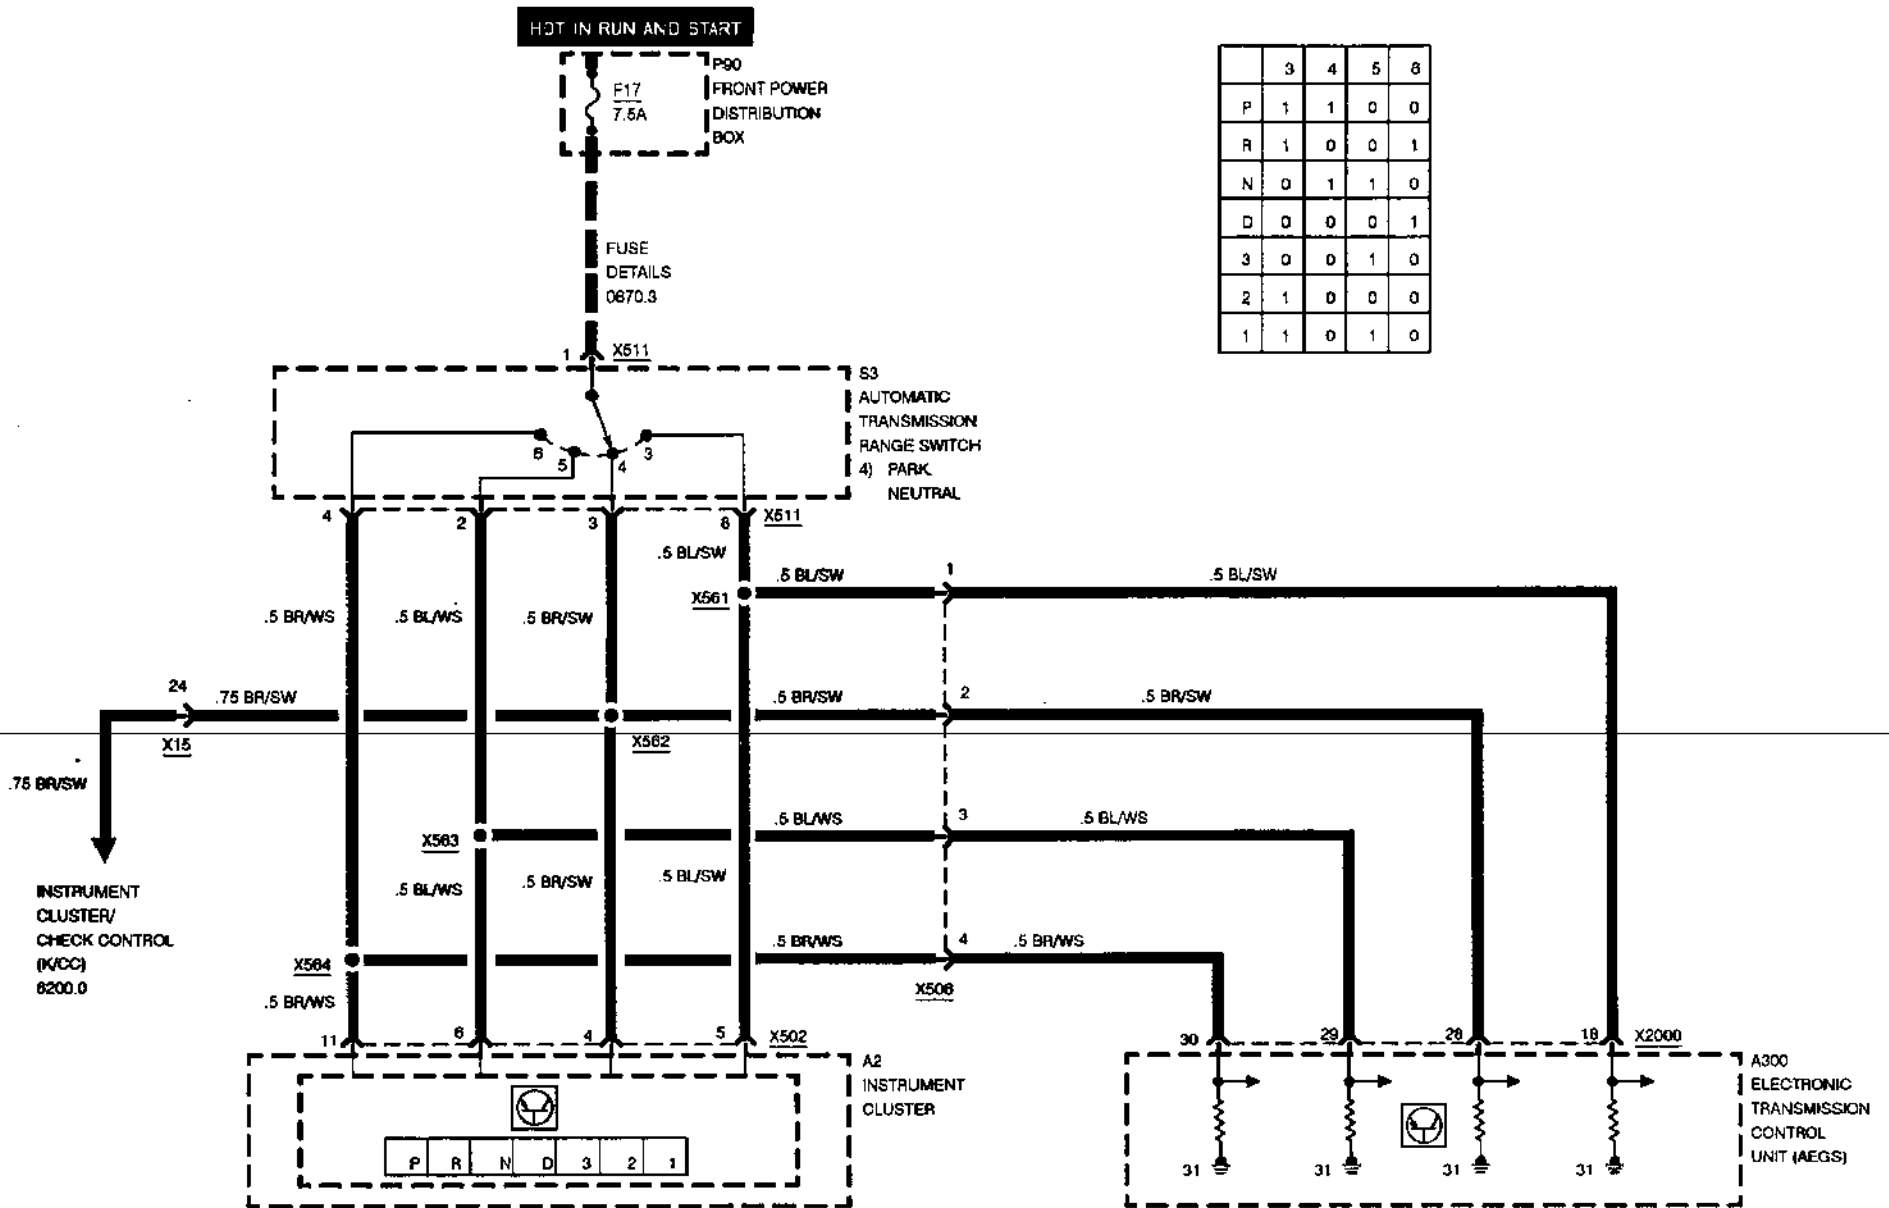 HOT IN RUN AND START
P90
FRONT POWER
DISTRIBUTION
BOX
F17
7.5A
FUSE
DETAILS
0670.3
3 4 5 6
P 1 1 0 0
R 1 0 0 1
N 0 1 1 0
D 0 0 0 1
3 0 0 1 0
2 1 0 0 0
1 1 0 1 0
1 X511
S3
AUTOMATIC
TRANSMISSION
RANGE SWITCH
4) PARK
NEUTRAL
6 5 4 3
4 2 3 8 X511
.5 BL/SW
.5 BL/SW 1 .5 BL/SW
X561
.5 BR/WS .5 BL/WS .5 BR/SW
24 .75 BR/SW .5 BR/SW 2 .5 BR/SW
X15 X562
.75 BR/SW
.5 BL/WS 3 .5 BL/WS
X563
.5 BL/WS .5 BR/SW .5 BL/SW
INSTRUMENT
CLUSTER/
CHECK CONTROL
(K/CC)
6200.0
.5 BR/WS 4 .5 BR/WS
X564
X506
.5 BR/WS
11 6 4 5 X502
30 29 28 18 X2000
A2
INSTRUMENT
CLUSTER
P R N D 3 2 1
A300
ELECTRONIC
TRANSMISSION
CONTROL
UNIT (AEGS)
31 31 31 31